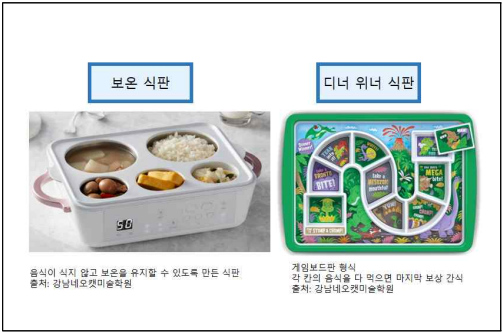 보온 식판
디너 위너 식판
50
BITE!
MEGA
음식이 식지 않고 보온을 유지할 수 있도록 만든 식판
출처: 강남네오캣미술학원
게임보드판 형식
각 칸의 음식을 다 먹으면 마지막 보상 간식
출처: 강남네오캣미술학원